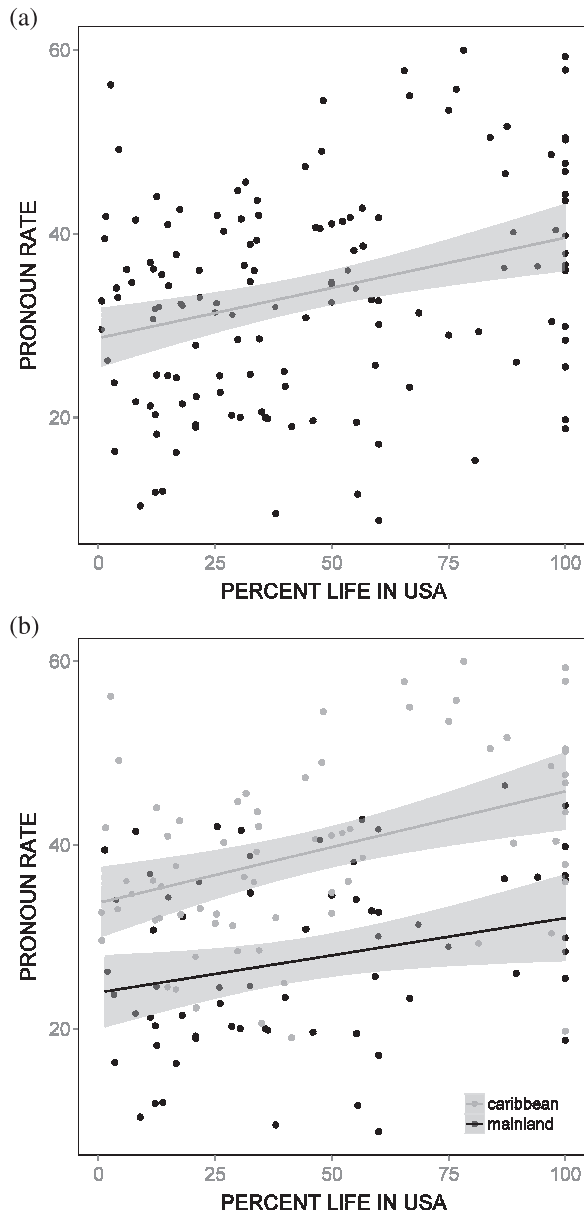 (a)
60
40
20
PRONOUN RATE
0 25 50 75 100
PERCENT LIFE IN USA
(b)
60
40
20
PRONOUN RATE
caribbean
mainland
0 25 50 75 100
PERCENT LIFE IN USA